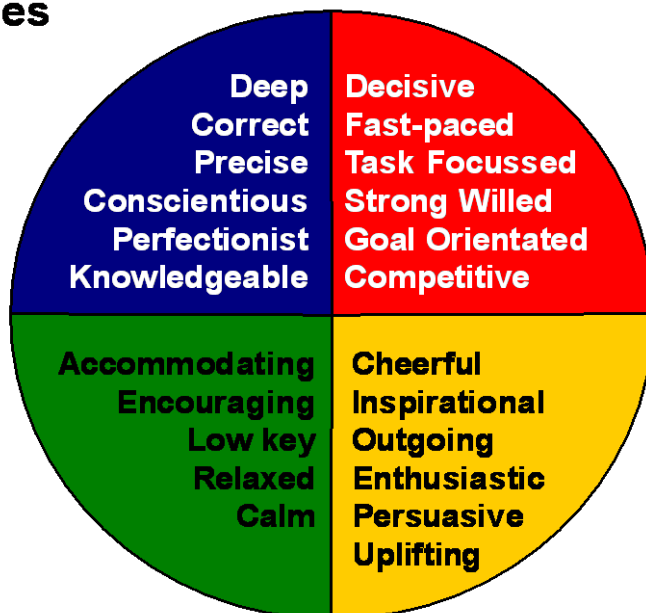 es
Deep
Correct
Precise
Conscientious
Perfectionist
Knowledgeable
Decisive
Fast-paced
Task Focussed
Strong Willed
Goal Orientated
Competitive
Accommodating
Encouraging
Low key
Relaxed
Calm
Cheerful
Inspirational
Outgoing
Enthusiastic
Persuasive
Uplifting